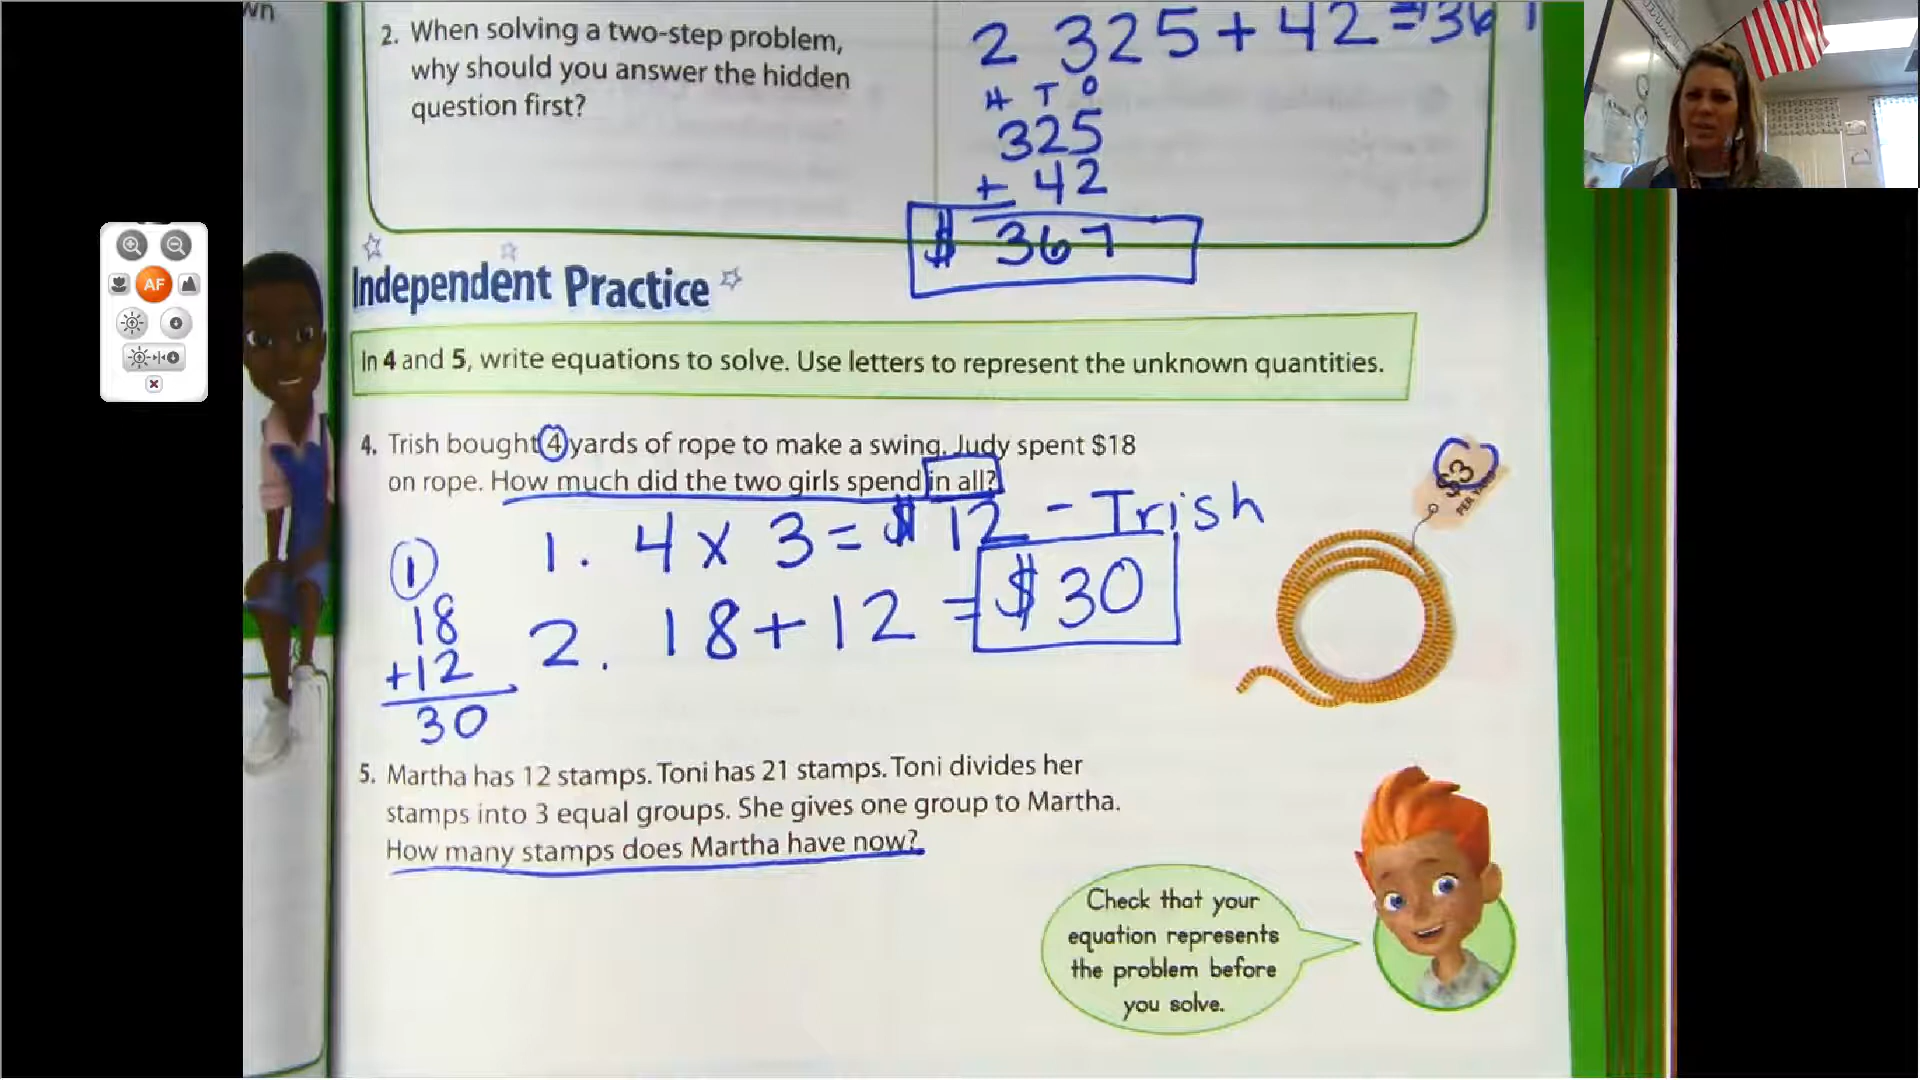 wn
2. When solving a two-step problem,
why should you answer the hidden
question first?
2 325 + 42 = 367
H T O
325
+ 42
$ 367
Independent Practice
In 4 and 5, write equations to solve. Use letters to represent the unknown quantities.
4. Trish bought 4 yards of rope to make a swing. Judy spent $18
on rope. How much did the two girls spend in all?
$3
PER YARD
1. 4 x 3 = $ 12 - Trish
2. 18 + 12 = $ 30
1
18
+12
30
5. Martha has 12 stamps. Toni has 21 stamps. Toni divides her
stamps into 3 equal groups. She gives one group to Martha.
How many stamps does Martha have now?
Check that your
equation represents
the problem before
you solve.
AF